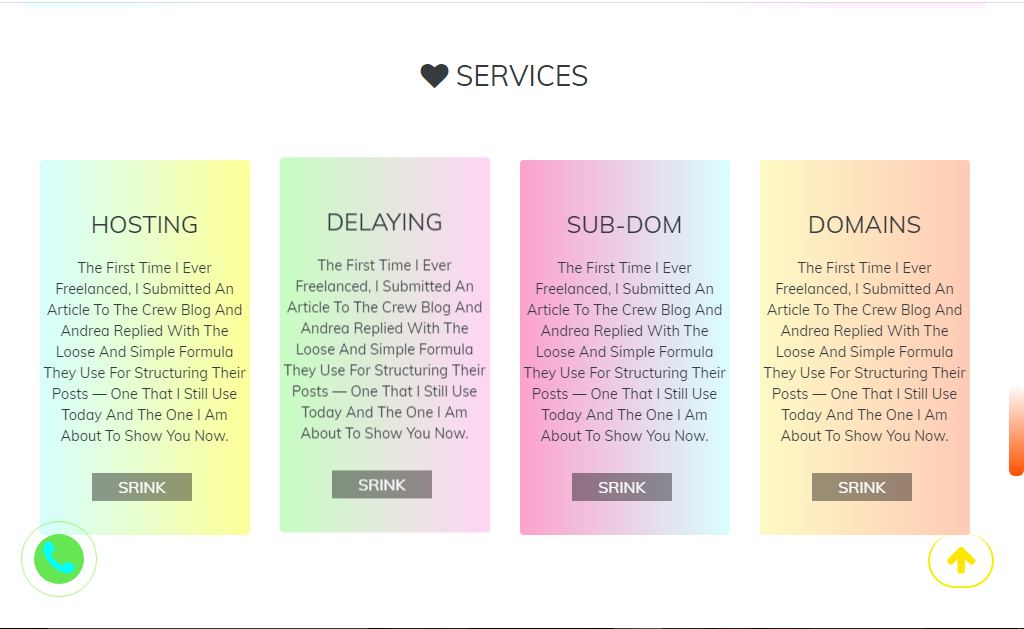 SERVICES
HOSTING
The First Time I Ever
Freelanced, I Submitted An
Article To The Crew Blog And
Andrea Replied With The
Loose And Simple Formula
They Use For Structuring Their
Posts — One That I Still Use
Today And The One I Am
About To Show You Now.
SRINK
DELAYING
The First Time I Ever
Freelanced, I Submitted An
Article To The Crew Blog And
Andrea Replied With The
Loose And Simple Formula
They Use For Structuring Their
Posts — One That I Still Use
Today And The One I Am
About To Show You Now.
SRINK
SUB-DOM
The First Time I Ever
Freelanced, I Submitted An
Article To The Crew Blog And
Andrea Replied With The
Loose And Simple Formula
They Use For Structuring Their
Posts — One That I Still Use
Today And The One I Am
About To Show You Now.
SRINK
DOMAINS
The First Time I Ever
Freelanced, I Submitted An
Article To The Crew Blog And
Andrea Replied With The
Loose And Simple Formula
They Use For Structuring Their
Posts — One That I Still Use
Today And The One I Am
About To Show You Now.
SRINK